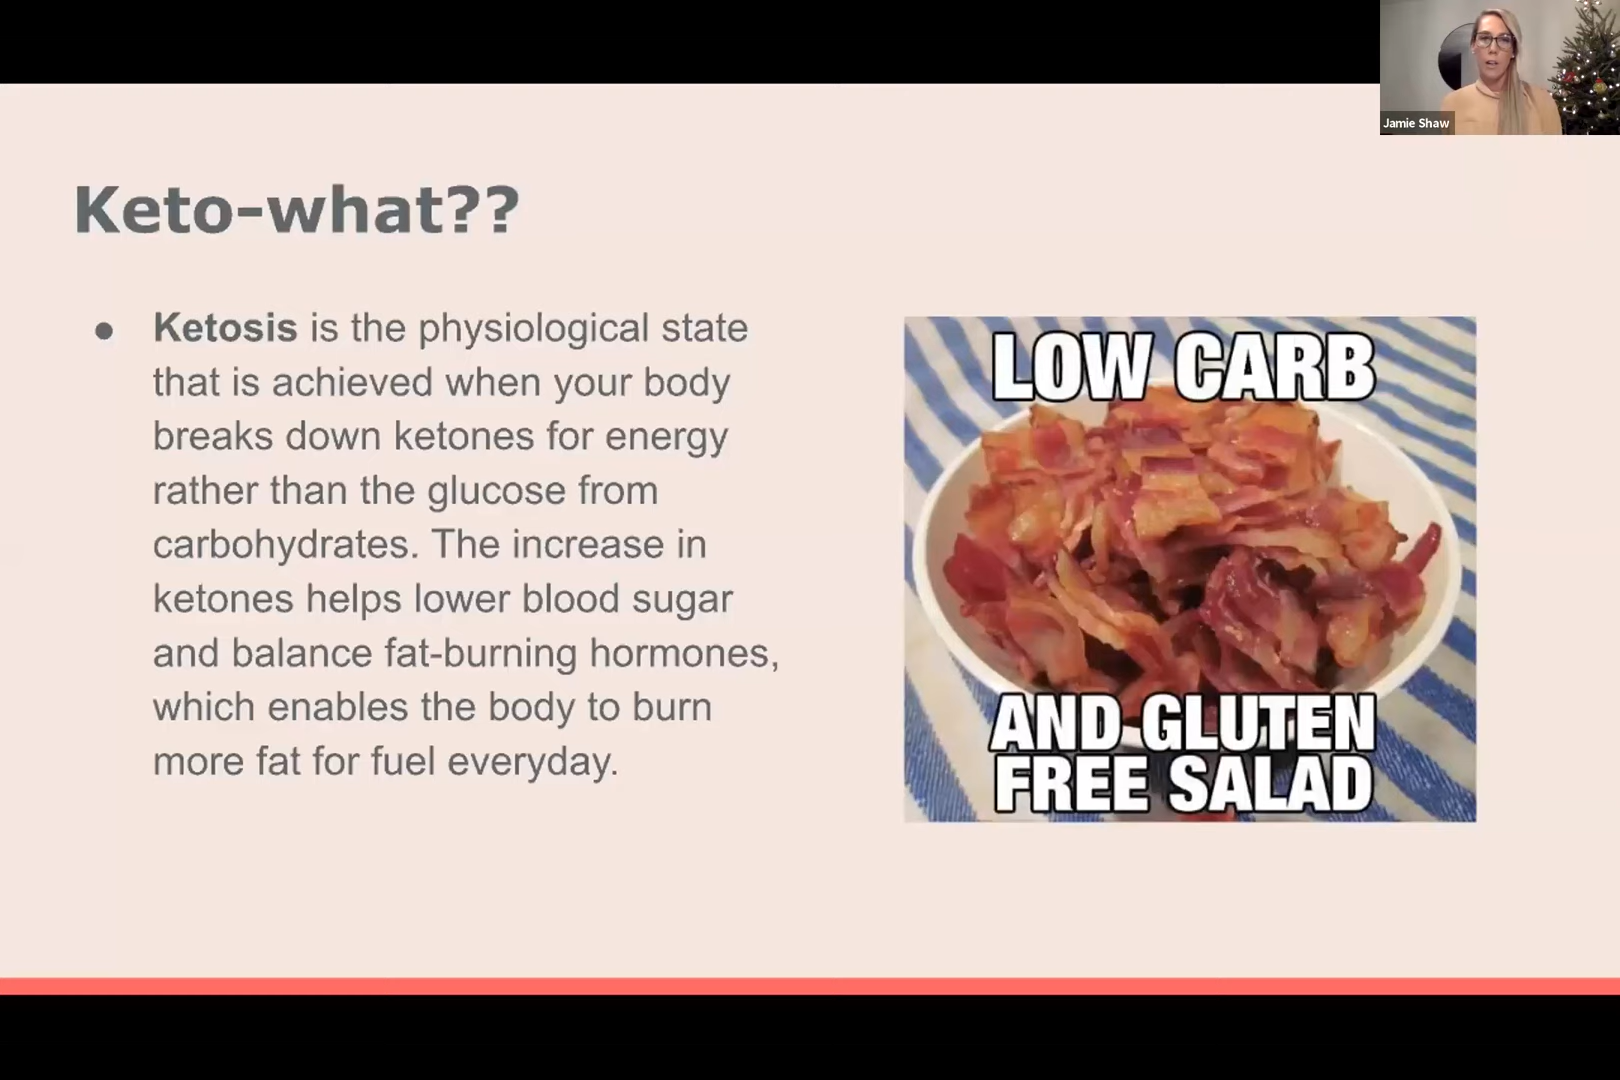 Jamie Shaw
Keto-what??
● Ketosis is the physiological state
that is achieved when your body
breaks down ketones for energy
rather than the glucose from
carbohydrates. The increase in
ketones helps lower blood sugar
and balance fat-burning hormones,
which enables the body to burn
more fat for fuel everyday.
LOW CARB
AND GLUTEN
FREE SALAD